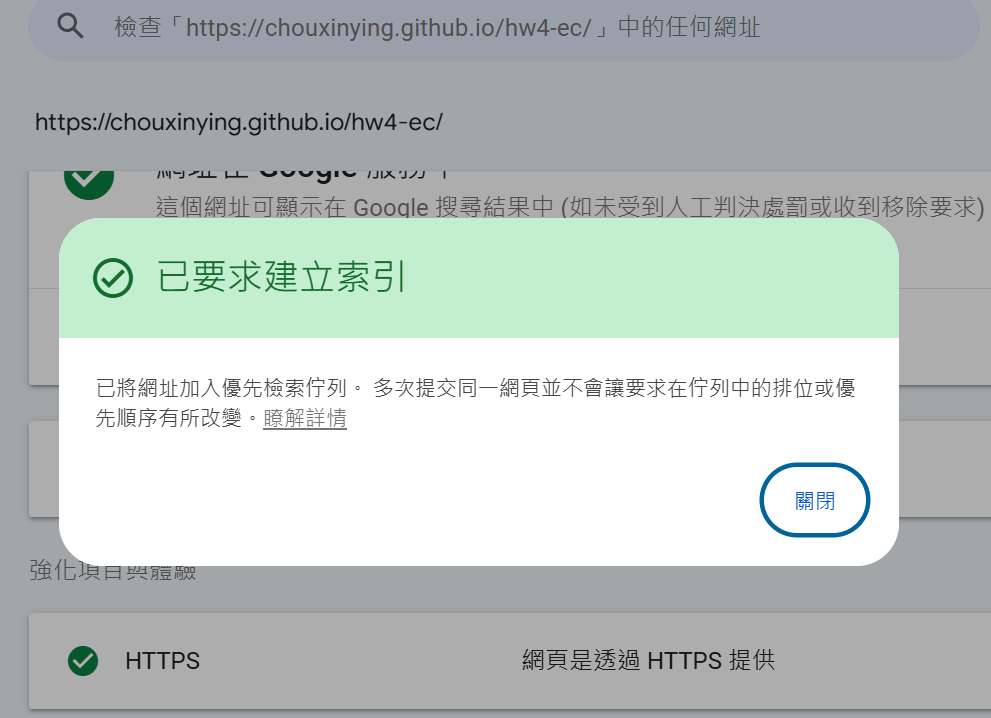 檢查「https://chouxinying.github.io/hw4-ec/」中的任何網址
https://chouxinying.github.io/hw4-ec/
網址在 Google 服務中
這個網址可顯示在 Google 搜尋結果中 (如未受到人工判決處罰或收到移除要求)
已要求建立索引
已將網址加入優先檢索佇列。 多次提交同一網頁並不會讓要求在佇列中的排位或優
先順序有所改變。瞭解詳情
關閉
強化項目與體驗
HTTPS 網頁是透過 HTTPS 提供